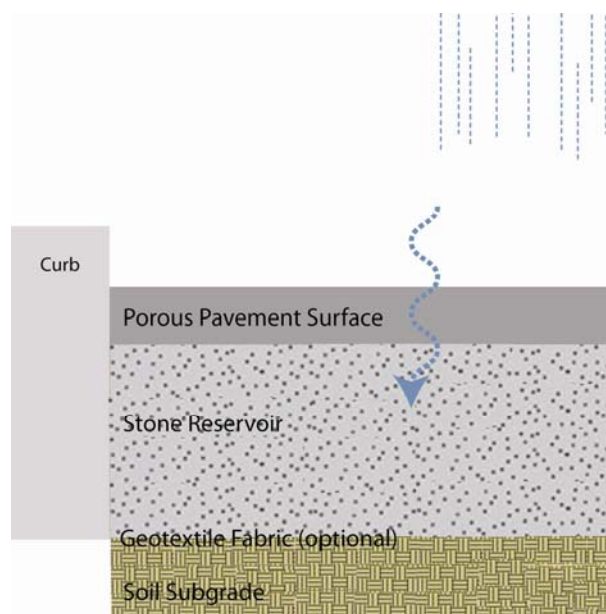 Curb
Porous Pavement Surface
Stone Reservoir
Geotextile Fabric (optional)
Soil Subgrade